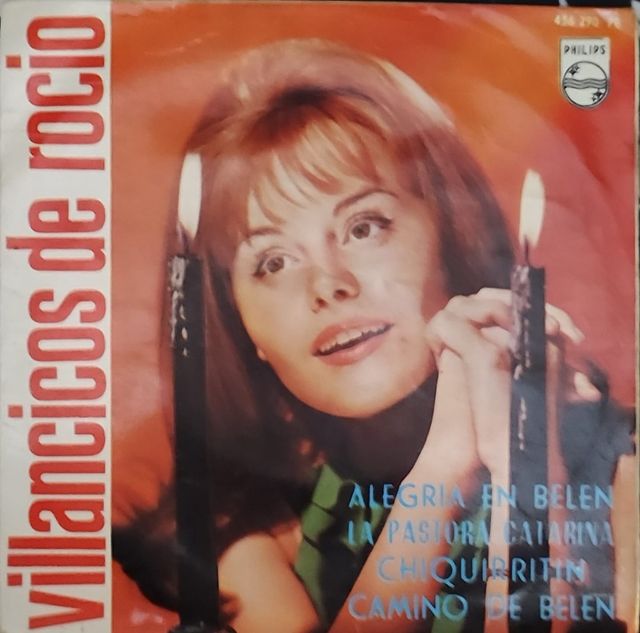 villancicos de rocio
PHILIPS
ALEGRIA EN BELEN
LA PASTORA CATARINA
CHIQUIRRITIN
CAMINO DE BELEN